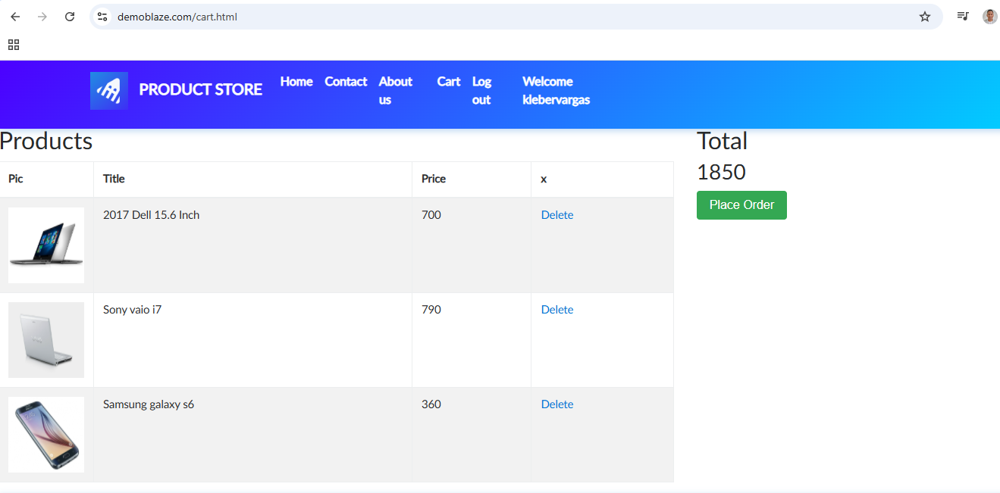 demoblaze.com/cart.html
PRODUCT STORE
Home Contact About us Cart Log out Welcome klebervargas
Products
Pic Title Price x
2017 Dell 15.6 Inch 700 Delete
Sony vaio i7 790 Delete
Samsung galaxy s6 360 Delete
Total
1850
Place Order